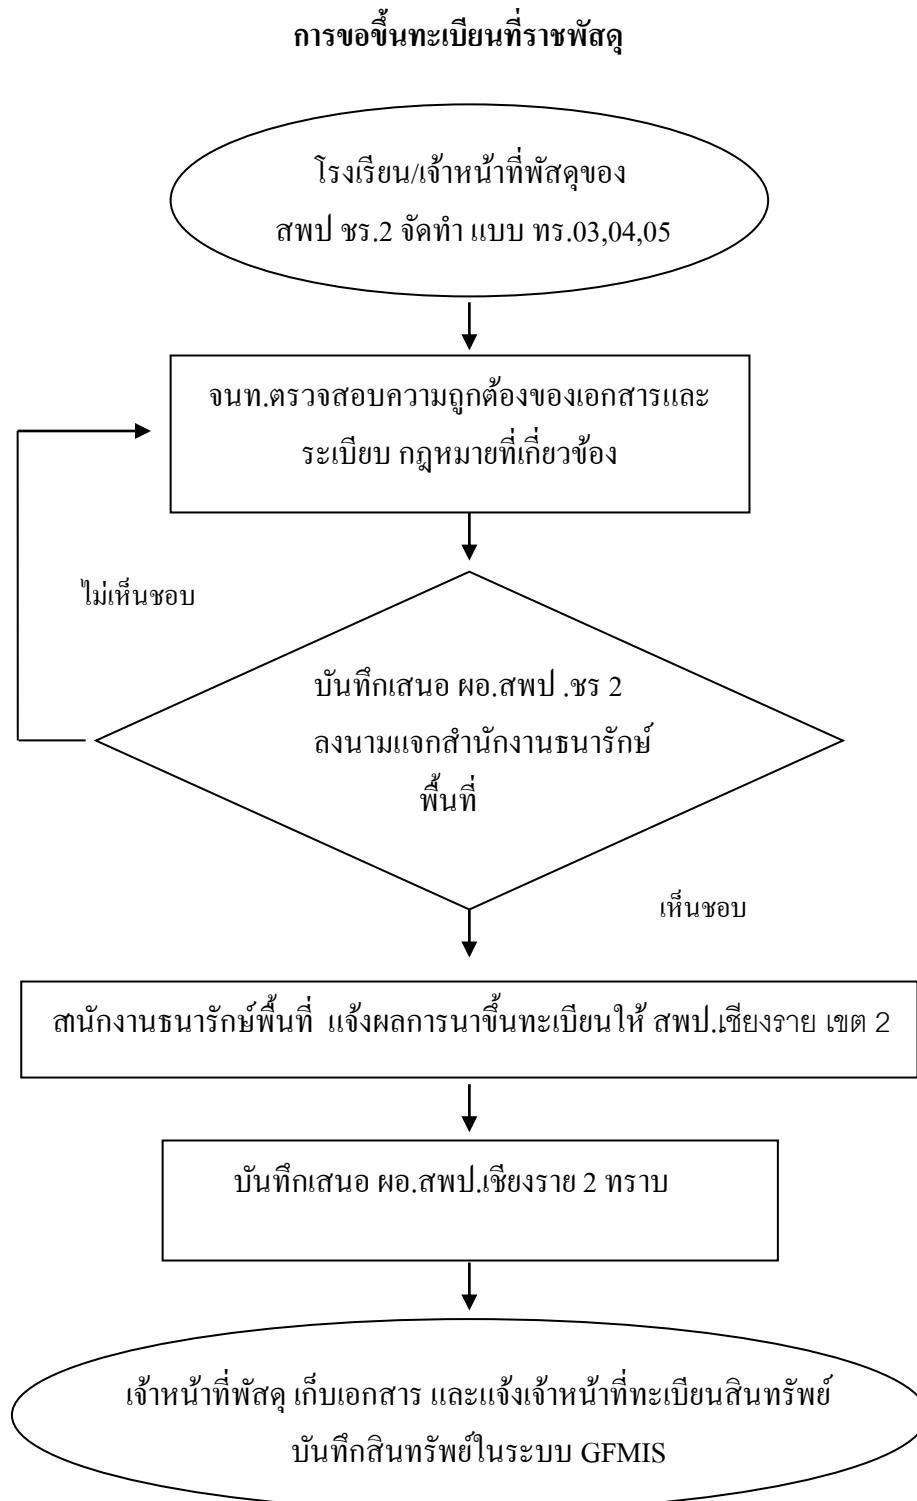 การขอขึ้นทะเบียนที่ราชพัสดุ
โรงเรียน/เจ้าหน้าที่พัสดุของ
สพป ชร.2 จัดทำ แบบ ทร.03,04,05
จนท.ตรวจสอบความถูกต้องของเอกสารและ
ระเบียบ กฎหมายที่เกี่ยวข้อง
ไม่เห็นชอบ
บันทึกเสนอ ผอ.สพป .ชร 2
ลงนามแจกสำนักงานธนารักษ์
พื้นที่
เห็นชอบ
สานักงานธนารักษ์พื้นที่ แจ้งผลการนาขึ้นทะเบียนให้ สพป.เชียงราย เขต 2
บันทึกเสนอ ผอ.สพป.เชียงราย 2 ทราบ
เจ้าหน้าที่พัสดุ เก็บเอกสาร และแจ้งเจ้าหน้าที่ทะเบียนสินทรัพย์
บันทึกสินทรัพย์ในระบบ GFMIS